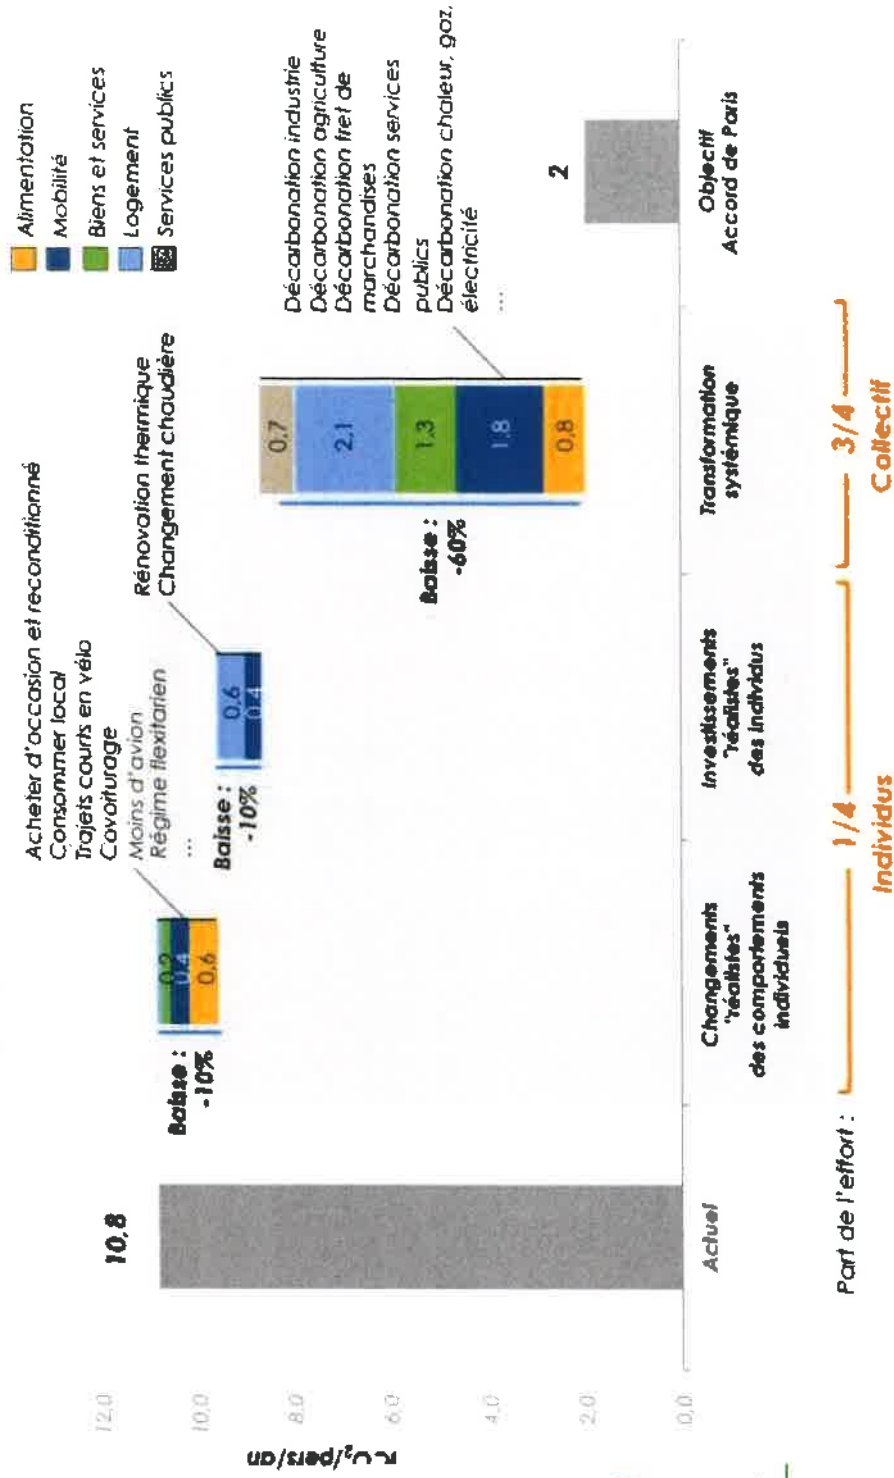 Alimentation
Mobilité
Biens et services
Logement
Services publics
Acheter d'occasion et reconditionné
Consommer local
Trajets courts en vélo
Covoiturage
Moins d'avion
Régime flexitarien
...
Rénovation thermique
Changement chaudière
Décarbonation industrie
Décarbonation agriculture
Décarbonation fret de
marchandises
Décarbonation services
publics
Décarbonation chaleur, gaz,
électricité
...
12,0
10,0
8,0
6,0
4,0
2,0
0,0
/pers/an
10,8
Baisse :
-10%
0,2
0,4
0,6
Baisse :
-10%
0,6
0,4
Baisse :
-60%
0,7
2,1
1,3
1,8
0,8
2
Actuel
Changements
"réalistes"
des comportements
individuels
Investissements
"réalistes"
des individus
Transformation
systémique
Objectif
Accord de Paris
Part de l'effort :
1/4
Individus
3/4
Collectif